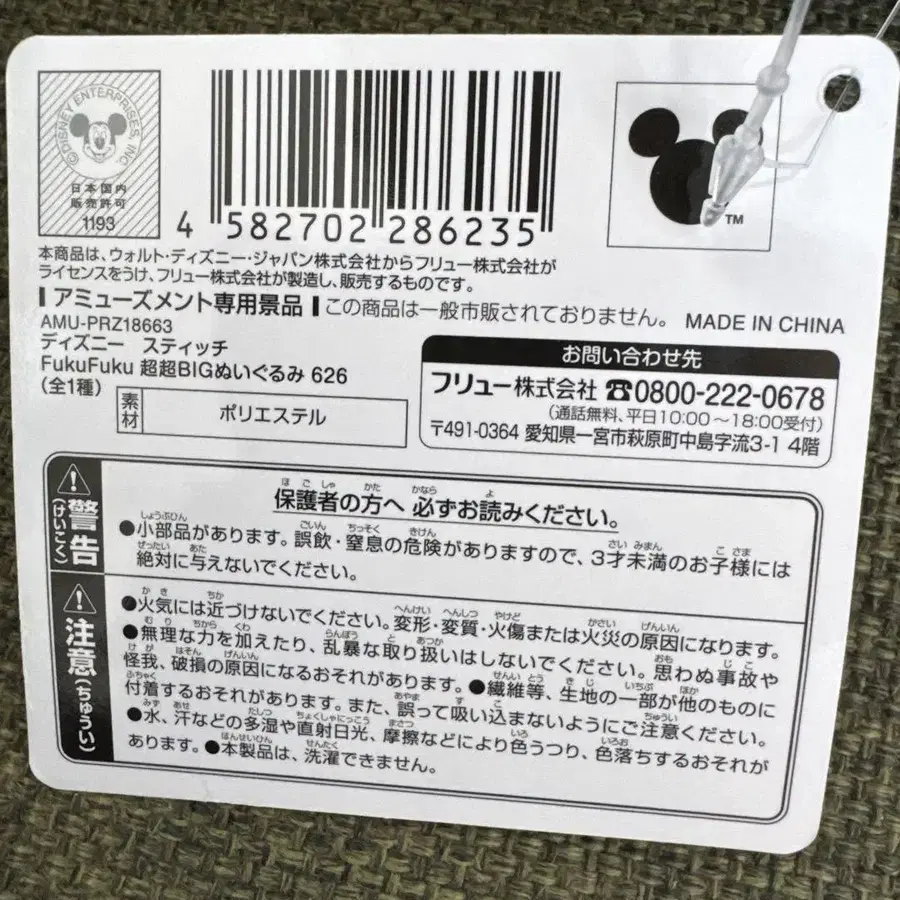 ©DISNEY ENTERPRISES, INC.
日本国内
販売許可
1193
4 582702 286235
TM
本商品は、ウォルト・ディズニー・ジャパン株式会社からフリュー株式会社が
ライセンスをうけ、フリュー株式会社が製造し、販売するものです。
アミューズメント専用景品 この商品は一般市販されておりません。 MADE IN CHINA
AMU-PRZ18663
ディズニー スティッチ
FukuFuku 超超BIGぬいぐるみ 626
(全1種)
素材 ポリエステル
お問い合わせ先
フリュー株式会社 ☎0800-222-0678
(通話無料、平日10:00～18:00受付)
〒491-0364 愛知県一宮市萩原町中島字流3-1 4階
警告(けいこく)
保護者の方へ 必ずお読みください。
●小部品があります。誤飲・窒息の危険がありますので、3才未満のお子様には
絶対に与えないでください。
注意(ちゅうい)
●火気には近づけないでください。変形・変質・火傷または火災の原因になります。
●無理な力を加えたり、乱暴な取り扱いはしないでください。思わぬ事故や
怪我、破損の原因になるおそれがあります。●繊維等、生地の一部が他のものに
付着するおそれがあります。また、誤って吸い込まないようにご注意ください。
●水、汗などの多湿や直射日光、摩擦などにより色うつり、色落ちするおそれが
あります。●本製品は、洗濯できません。